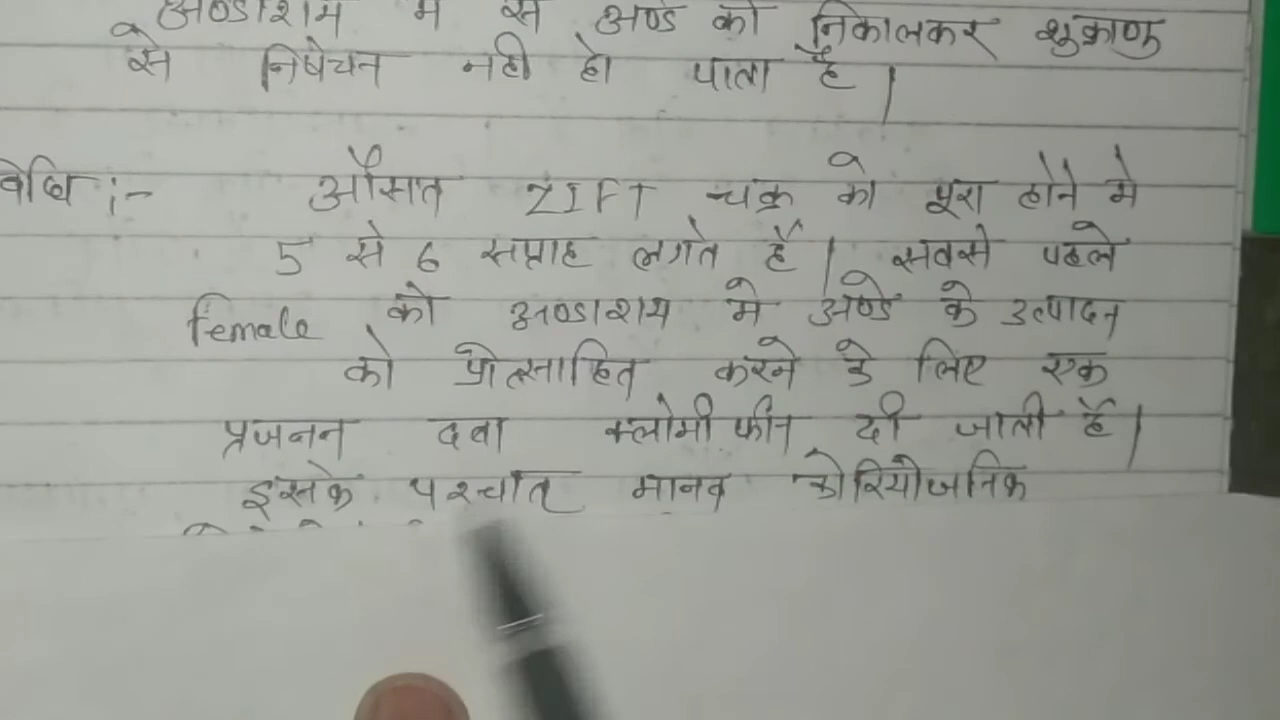 अण्डाशय में से अण्डे को निकालकर शुक्राणु
से निषेचन नही हो पाता है।
विधि :- औसत ZIFT चक्र को पूरा होने मे
5 से 6 सप्ताह लगते हैं। सबसे पहले
female को अण्डाशय मे अण्डे के उत्पादन
को प्रोत्साहित करने के लिए एक
प्रजनन दवा क्लोमीफीन दी जाती हैं।
इसके पश्चात मानव कोरियोजनिक